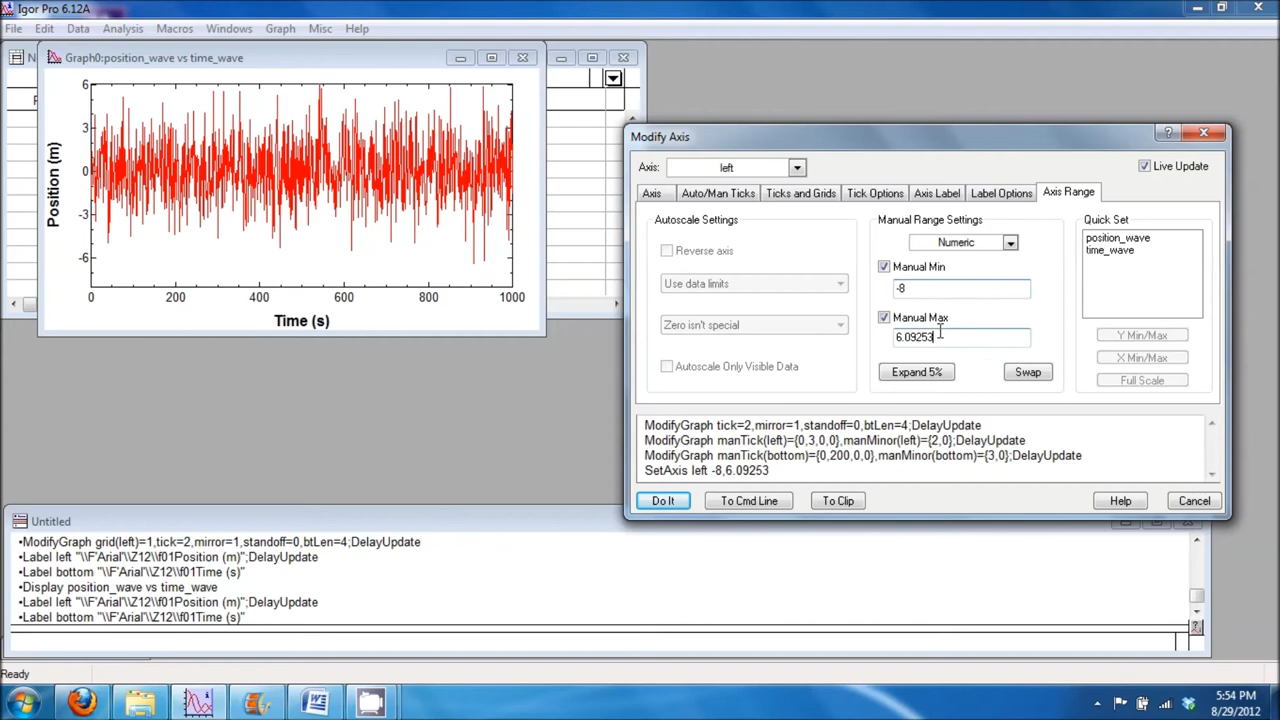 Igor Pro 6.12A
File Edit Data Analysis Macros Windows Graph Misc Help
N
Graph0:position_wave vs time_wave
6
3
0
-3
-6
Position (m)
0 200 400 600 800 1000
Time (s)
Modify Axis
Axis: left
Live Update
Axis Auto/Man Ticks Ticks and Grids Tick Options Axis Label Label Options Axis Range
Autoscale Settings
Reverse axis
Use data limits
Zero isn't special
Autoscale Only Visible Data
Manual Range Settings
Numeric
Manual Min
-8
Manual Max
6.09253
Expand 5% Swap
Quick Set
position_wave
time_wave
Y Min/Max
X Min/Max
Full Scale
ModifyGraph tick=2,mirror=1,standoff=0,btLen=4;DelayUpdate
ModifyGraph manTick(left)={0,3,0,0},manMinor(left)={2,0};DelayUpdate
ModifyGraph manTick(bottom)={0,200,0,0},manMinor(bottom)={3,0};DelayUpdate
SetAxis left -8,6.09253
Do It To Cmd Line To Clip Help Cancel
Untitled
•ModifyGraph grid(left)=1,tick=2,mirror=1,standoff=0,btLen=4;DelayUpdate
•Label left "\\F'Arial'\\Z12\\f01Position (m)";DelayUpdate
•Label bottom "\\F'Arial'\\Z12\\f01Time (s)"
•Display position_wave vs time_wave
•Label left "\\F'Arial'\\Z12\\f01Position (m)";DelayUpdate
•Label bottom "\\F'Arial'\\Z12\\f01Time (s)"
Ready
5:54 PM
8/29/2012